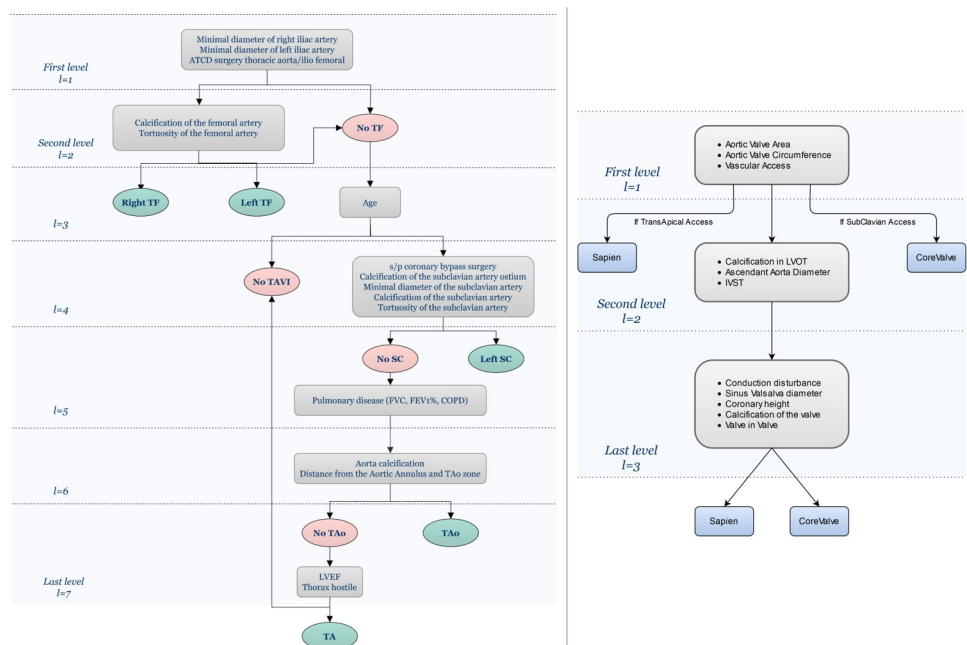 Minimal diameter of right iliac artery
Minimal diameter of left iliac artery
ATCD surgery thoracic aorta/ilio femoral
First level
l=1
Calcification of the femoral artery
Tortuosity of the femoral artery
No TF
Second level
l=2
Right TF
Left TF
Age
l=3
s/p coronary bypass surgery
Calcification of the subclavian artery ostium
Minimal diameter of the subclavian artery
Calcification of the subclavian artery
Tortuosity of the subclavian artery
No TAVI
l=4
No SC
Left SC
Pulmonary disease (FVC, FEV1%, COPD)
l=5
Aorta calcification
Distance from the Aortic Annulus and TAo zone
l=6
No TAo
TAo
LVEF
Thorax hostile
Last level
l=7
TA
• Aortic Valve Area
• Aortic Valve Circumference
• Vascular Access
First level
l=1
If TransApical Access
If SubClavian Access
Sapien
• Calcification in LVOT
• Ascendant Aorta Diameter
• IVST
CoreValve
Second level
l=2
• Conduction disturbance
• Sinus Valsalva diameter
• Coronary height
• Calcification of the valve
• Valve in Valve
Last level
l=3
Sapien
CoreValve